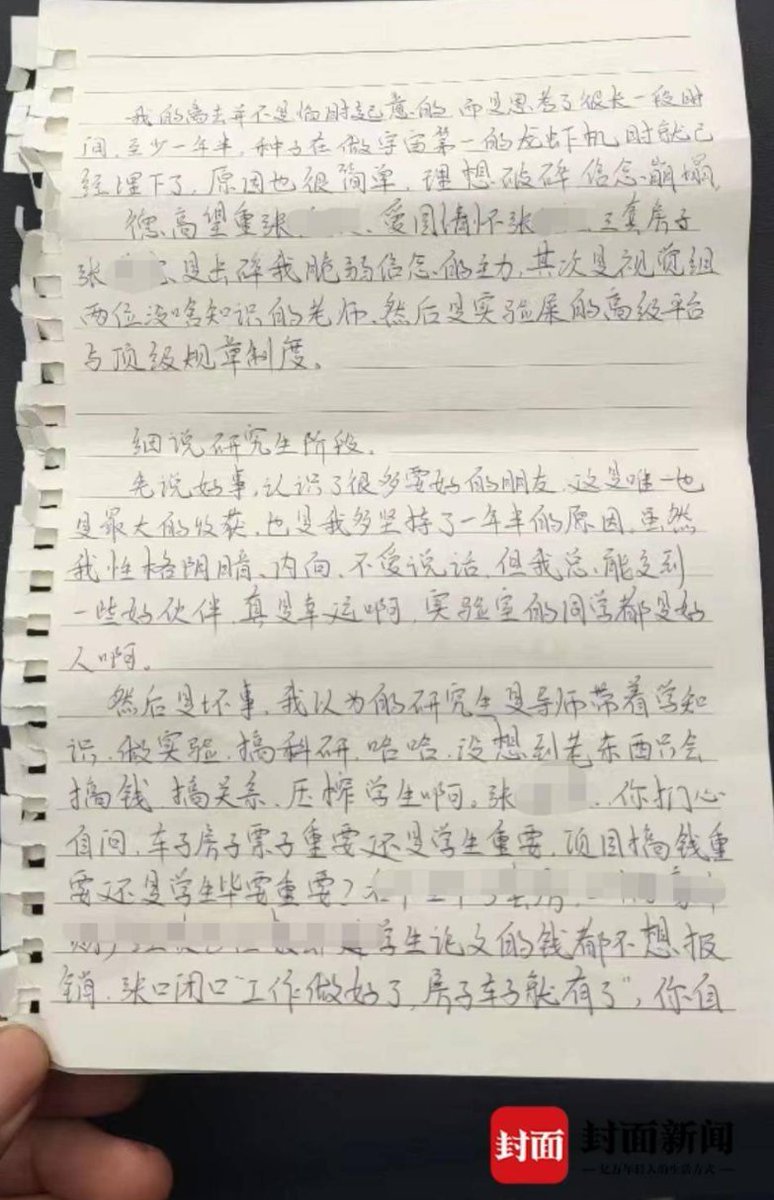 我的离去并不是临时起意的，而是思考了很长一段时
间，至少一年半，种子在做宇宙第一的龙虾机时就已
经埋下了，原因也很简单，理想破碎信念崩塌。
德高望重张 、爱国情怀张 、三套房子
张 是击碎我脆弱信念的主力，其次是视觉组
两位没啥知识的老师、然后是实验屎的高级平台
与顶级规章制度。
细说研究生阶段。
先说好事，认识了很多要好的朋友，这是唯一也
是最大的收获，也是我多坚持了一年半的原因，虽然
我性格阴暗、内向、不爱说话，但我总能交到
一些好伙伴，真是幸运啊，实验室的同学都是好
人啊。
然后是坏事，我以为的研究生是导师带着学知
识，做实验，搞科研，哈哈，没想到老东西只会
搞钱，搞关系，压榨学生啊。张 ，你扪心
自问，车子房子票子重要还是学生重要，项目搞钱重
要还是学生毕要重要？
学生论文的钱都不想报
销，张口闭口“工作做好了，房子车子就有了”，你自
封面 封面新闻
亿万年轻人的生活方式